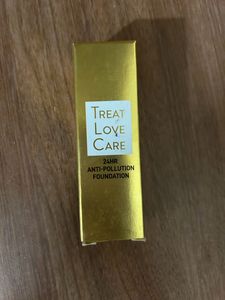 TREAT
LOVE
CARE
24HR
ANTI-POLLUTION
FOUNDATION